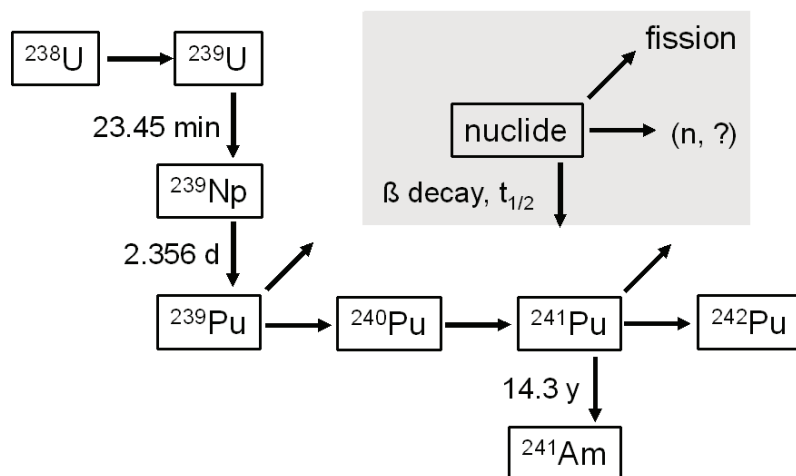 fission
²³⁸U
²³⁹U
nuclide
(n, ?)
23.45 min
ß decay, t₁/₂
²³⁹Np
2.356 d
²³⁹Pu
²⁴⁰Pu
²⁴¹Pu
²⁴²Pu
14.3 y
²⁴¹Am